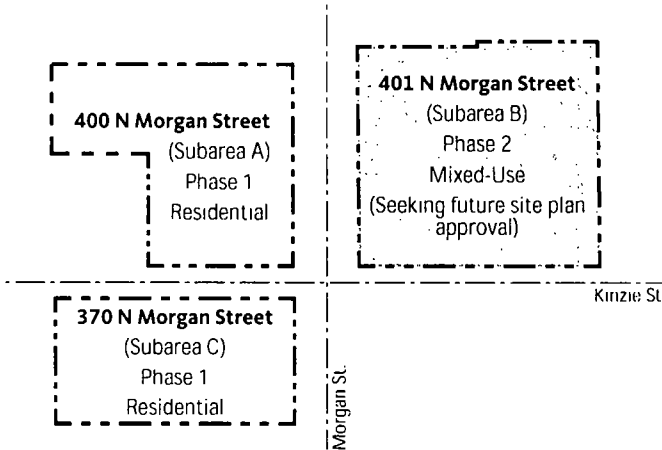 400 N Morgan Street
(Subarea A)
Phase 1
Residential
401 N Morgan Street
(Subarea B)
Phase 2
Mixed-Use
(Seeking future site plan
approval)
Kinzie St
370 N Morgan Street
(Subarea C)
Phase 1
Residential
Morgan St.